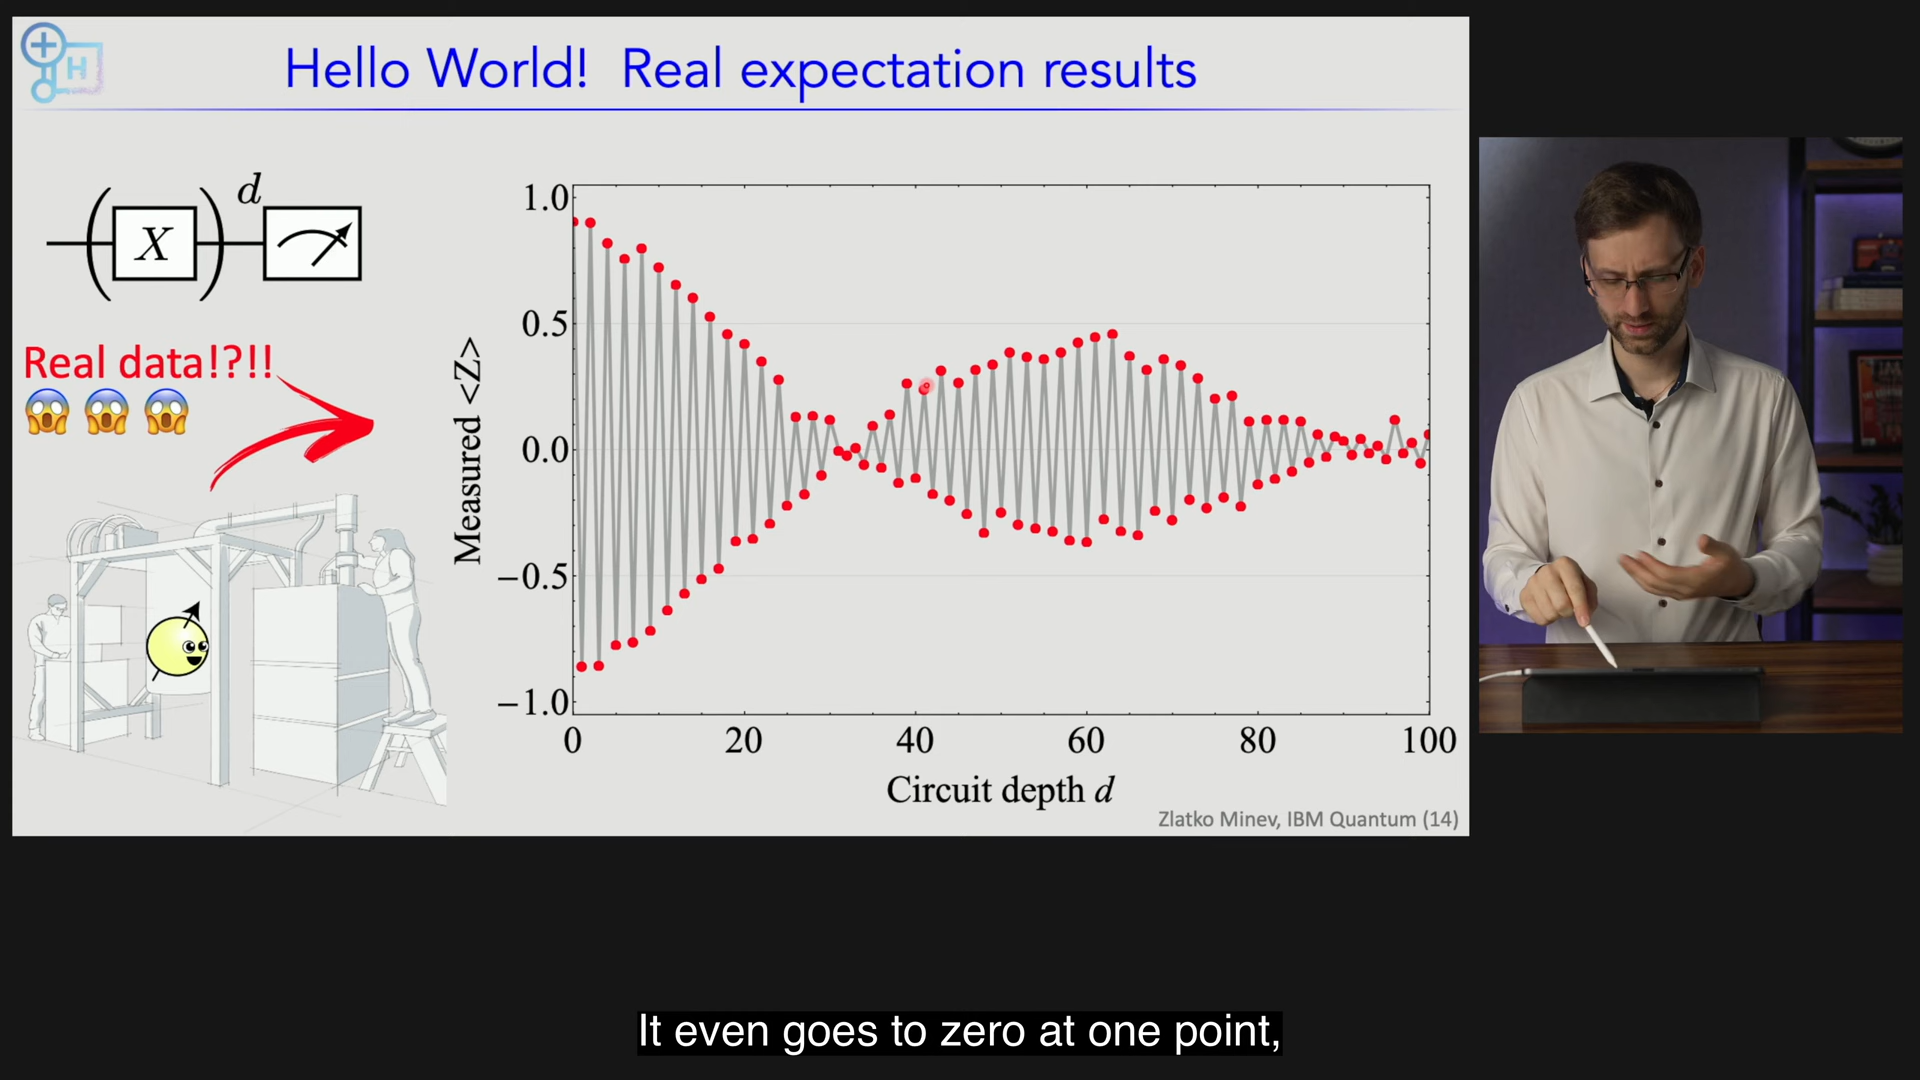 Hello World! Real expectation results
H
(X)
d
Real data!?!!
1.0
0.5
0.0
−0.5
−1.0
Measured <Z>
0 20 40 60 80 100
Circuit depth d
Zlatko Minev, IBM Quantum (14)
It even goes to zero at one point,